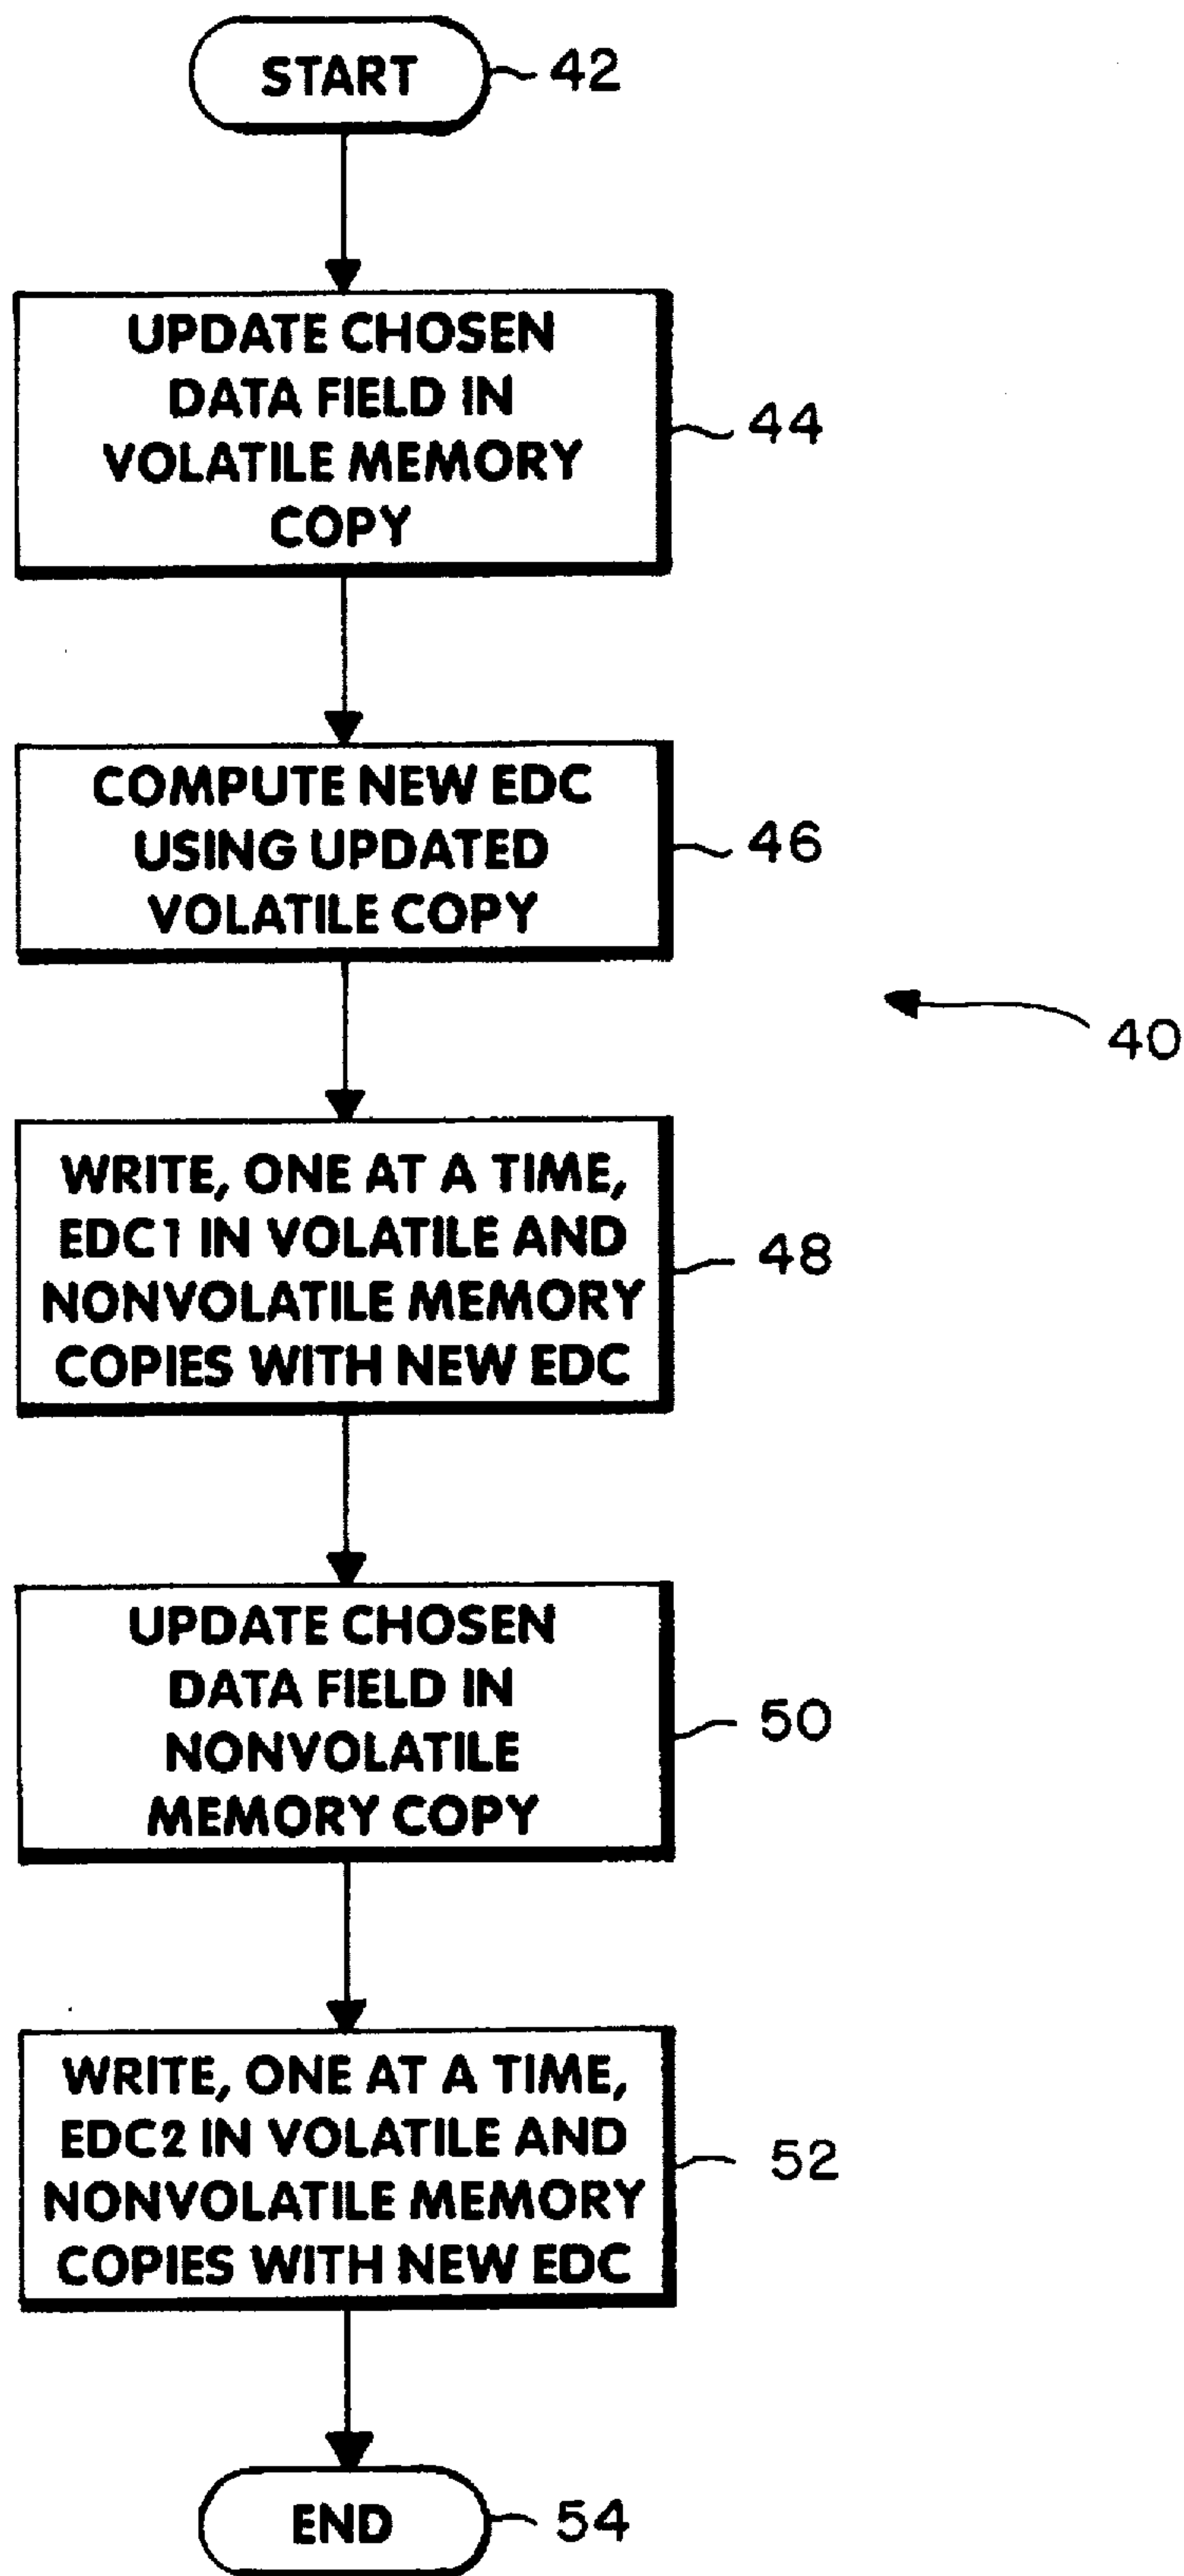 START
42
UPDATE CHOSEN
DATA FIELD IN
VOLATILE MEMORY
COPY
44
COMPUTE NEW EDC
USING UPDATED
VOLATILE COPY
46
40
WRITE, ONE AT A TIME,
EDC1 IN VOLATILE AND
NONVOLATILE MEMORY
COPIES WITH NEW EDC
48
UPDATE CHOSEN
DATA FIELD IN
NONVOLATILE
MEMORY COPY
50
WRITE, ONE AT A TIME,
EDC2 IN VOLATILE AND
NONVOLATILE MEMORY
COPIES WITH NEW EDC
52
END
54